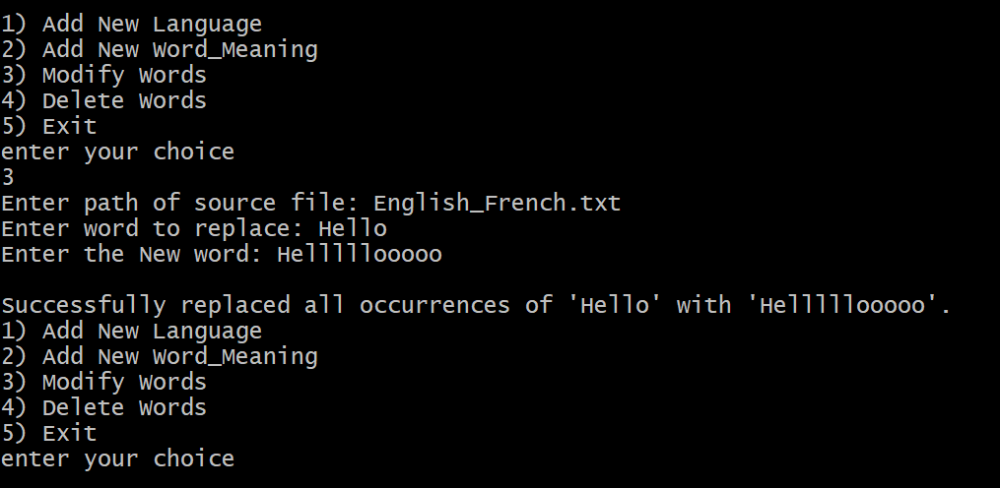 1) Add New Language
2) Add New Word_Meaning
3) Modify Words
4) Delete Words
5) Exit
enter your choice
3
Enter path of source file: English_French.txt
Enter word to replace: Hello
Enter the New word: Helllllooooo
Successfully replaced all occurrences of 'Hello' with 'Helllllooooo'.
1) Add New Language
2) Add New Word_Meaning
3) Modify Words
4) Delete Words
5) Exit
enter your choice